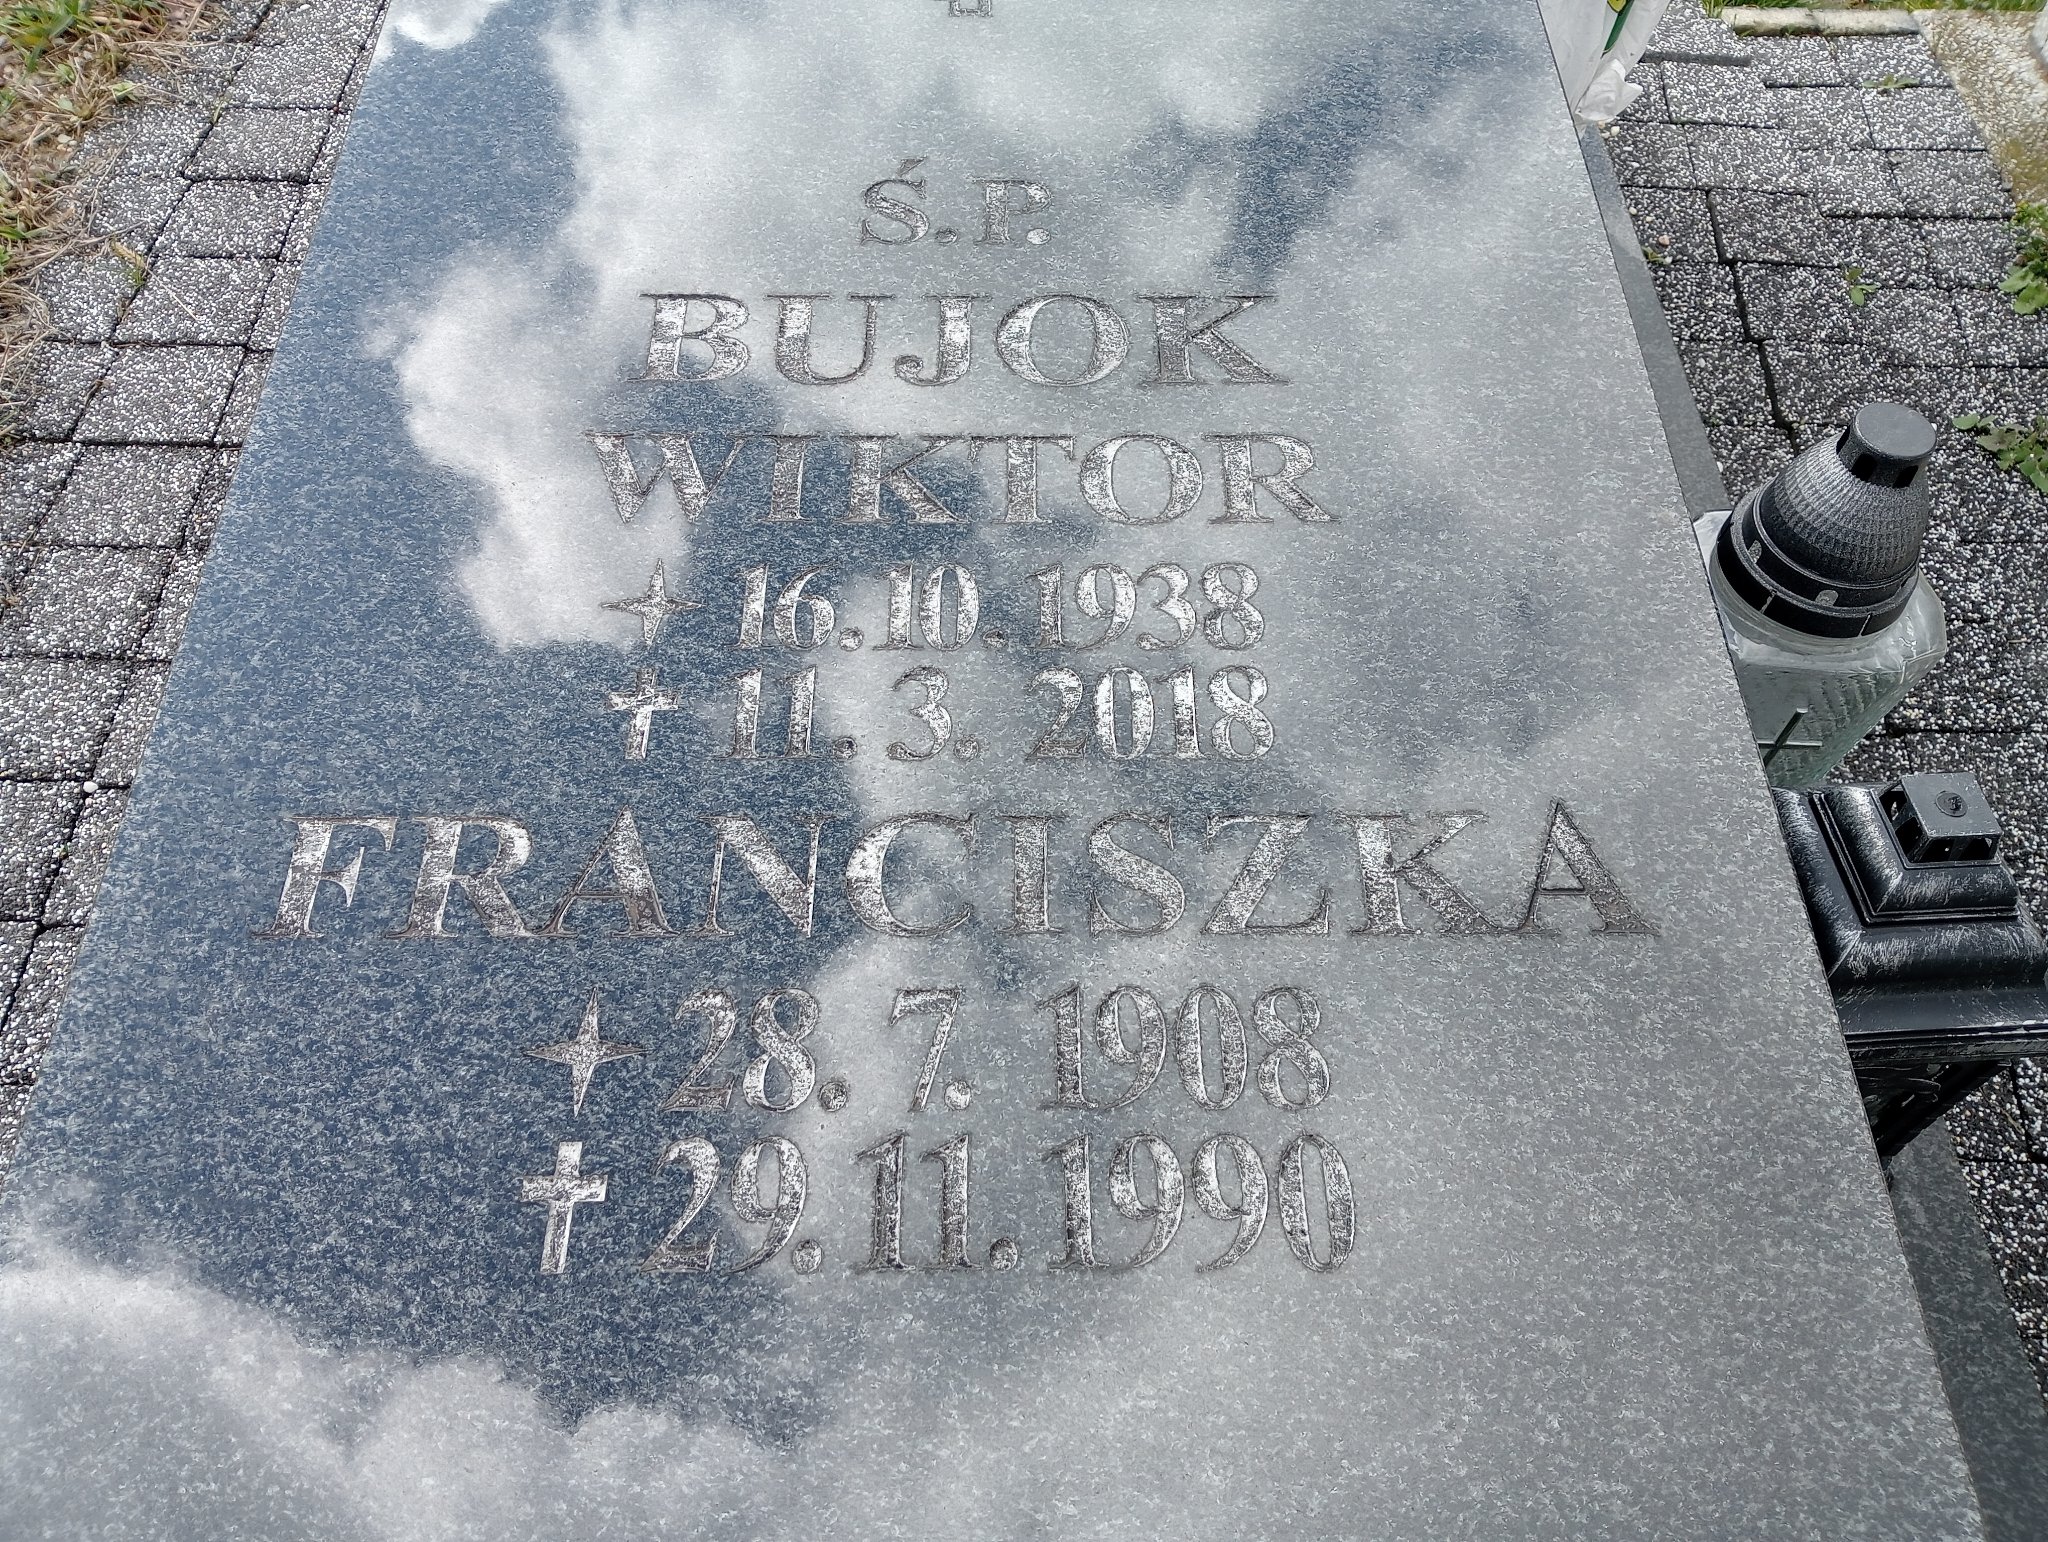 Ś.P.
BUJOK
WIKTOR
16.10.1938
11.3.2018
FRANCISZKA
28.7.1908
29.11.1990